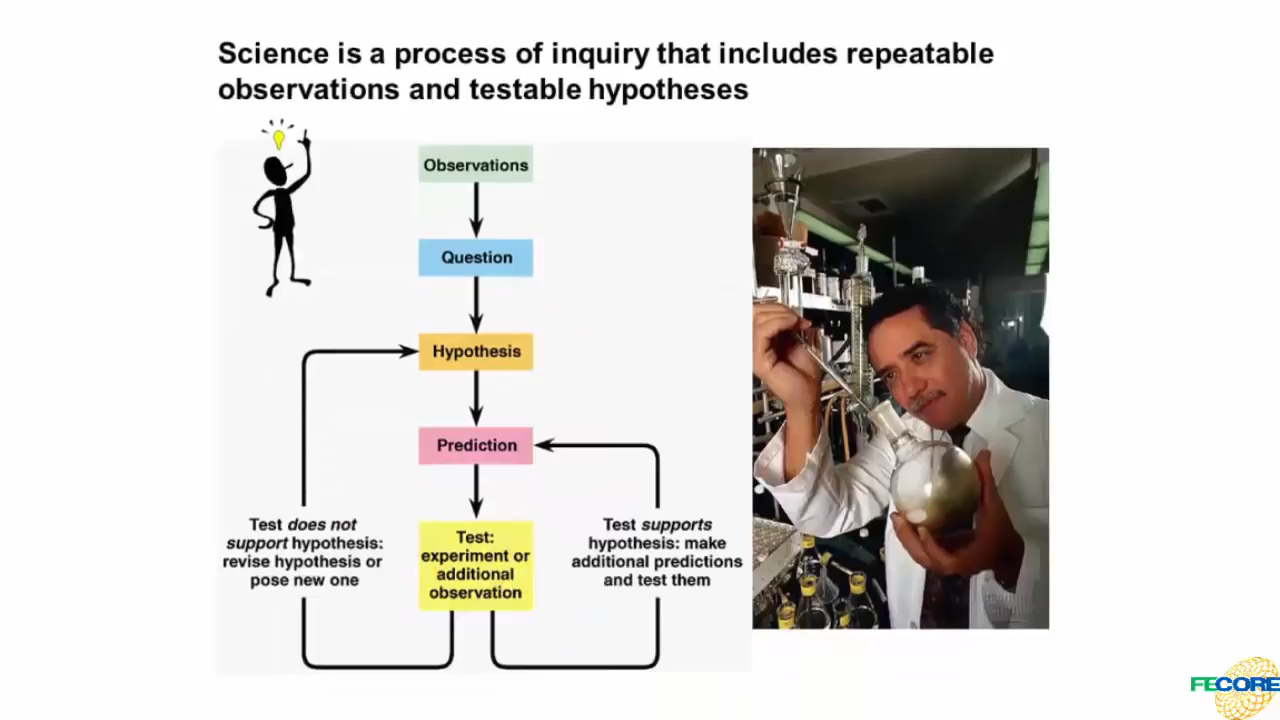 Science is a process of inquiry that includes repeatable
observations and testable hypotheses
Observations
Question
Hypothesis
Prediction
Test does not
support hypothesis:
revise hypothesis or
pose new one
Test:
experiment or
additional
observation
Test supports
hypothesis: make
additional predictions
and test them
FECORE